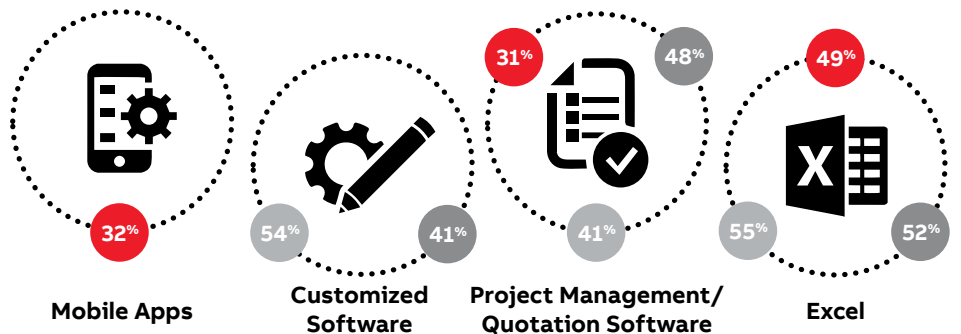 32%
Mobile Apps
54%
41%
Customized
Software
31%
48%
41%
Project Management/
Quotation Software
49%
X
55%
52%
Excel